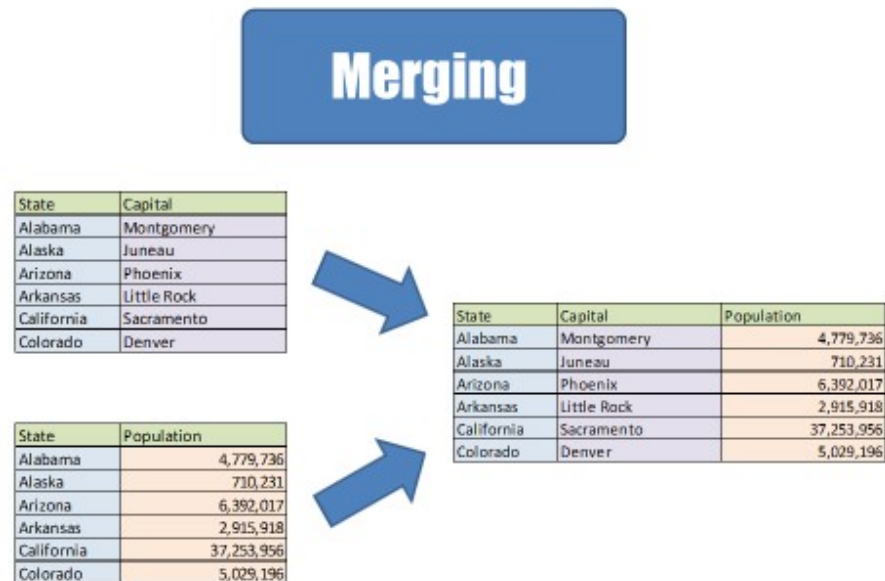 Merging
State Capital
Alabama Montgomery
Alaska Juneau
Arizona Phoenix
Arkansas Little Rock
California Sacramento
Colorado Denver
State Population
Alabama 4,779,736
Alaska 710,231
Arizona 6,392,017
Arkansas 2,915,918
California 37,253,956
Colorado 5,029,196
State Capital Population
Alabama Montgomery 4,779,736
Alaska Juneau 710,231
Arizona Phoenix 6,392,017
Arkansas Little Rock 2,915,918
California Sacramento 37,253,956
Colorado Denver 5,029,196